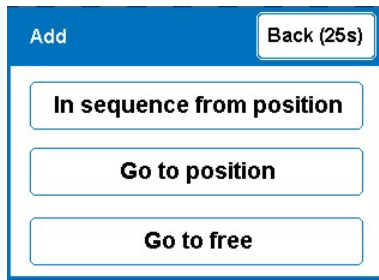 Add
Back (25s)
In sequence from position
Go to position
Go to free